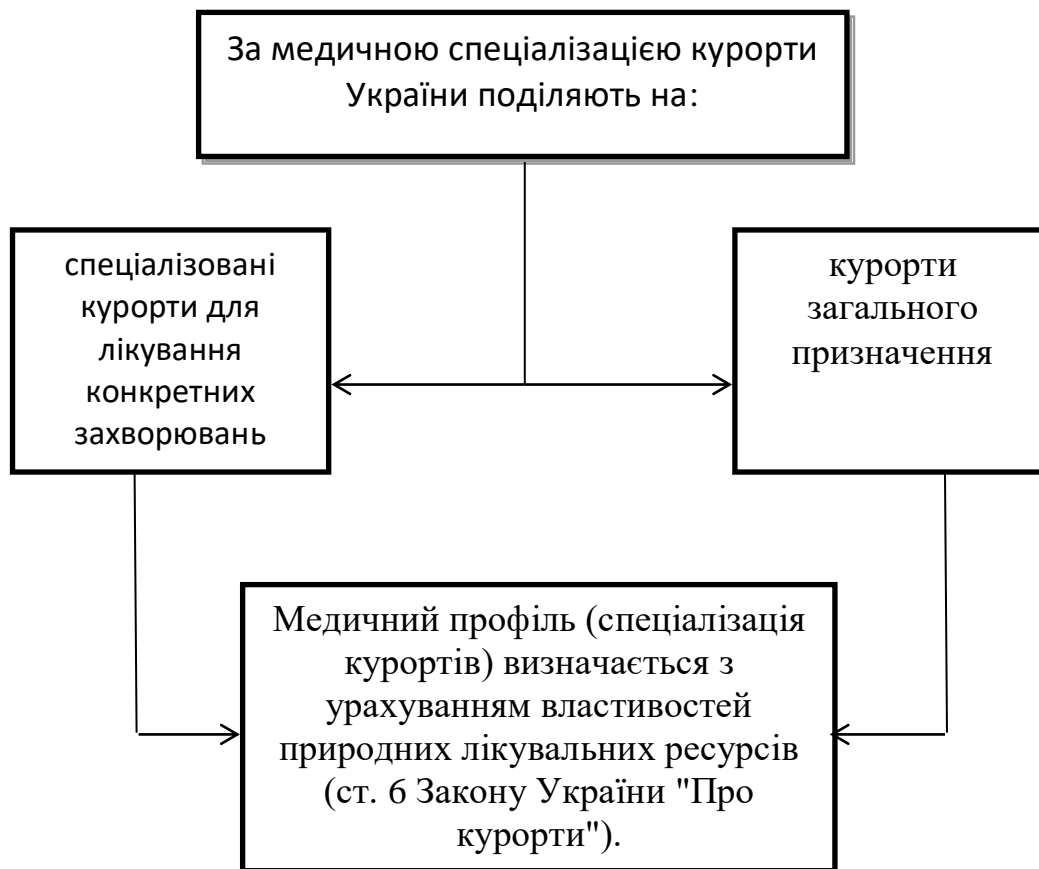 За медичною спеціалізацією курорти
України поділяють на:
спеціалізовані
курорти для
лікування
конкретних
захворювань
курорти
загального
призначення
Медичний профіль (спеціалізація
курортів) визначається з
урахуванням властивостей
природних лікувальних ресурсів
(ст. 6 Закону України "Про
курорти").